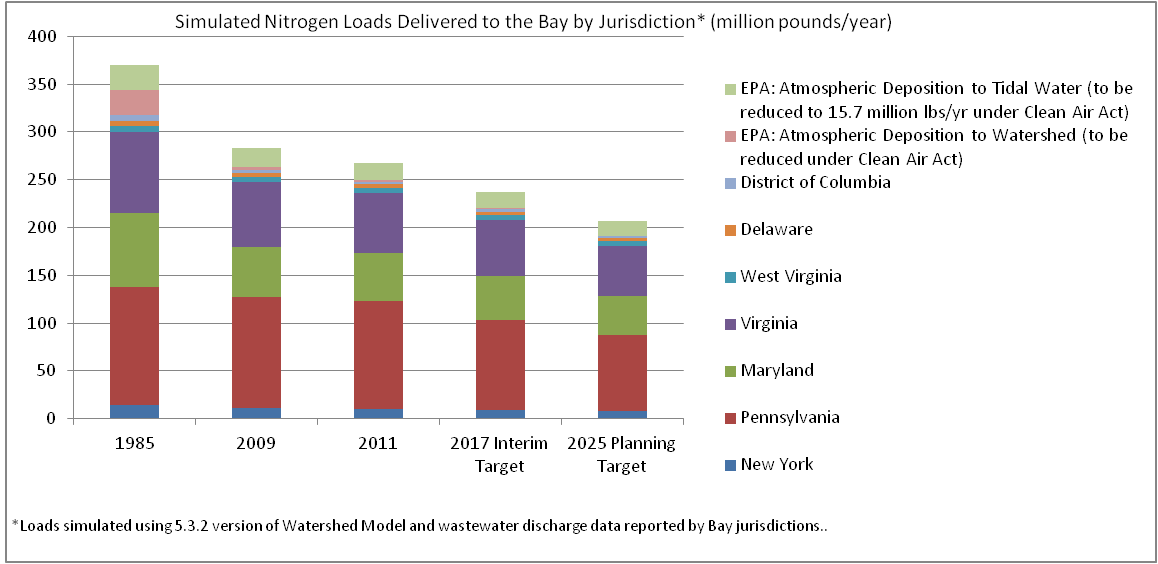 Simulated Nitrogen Loads Delivered to the Bay by Jurisdiction* (million pounds/year)
400
350
300
250
200
150
100
50
0
1985
2009
2011
2017 Interim
Target
2025 Planning
Target
EPA: Atmospheric Deposition to Tidal Water (to be
reduced to 15.7 million lbs/yr under Clean Air Act)
EPA: Atmospheric Deposition to Watershed (to be
reduced under Clean Air Act)
District of Columbia
Delaware
West Virginia
Virginia
Maryland
Pennsylvania
New York
*Loads simulated using 5.3.2 version of Watershed Model and wastewater discharge data reported by Bay jurisdictions..